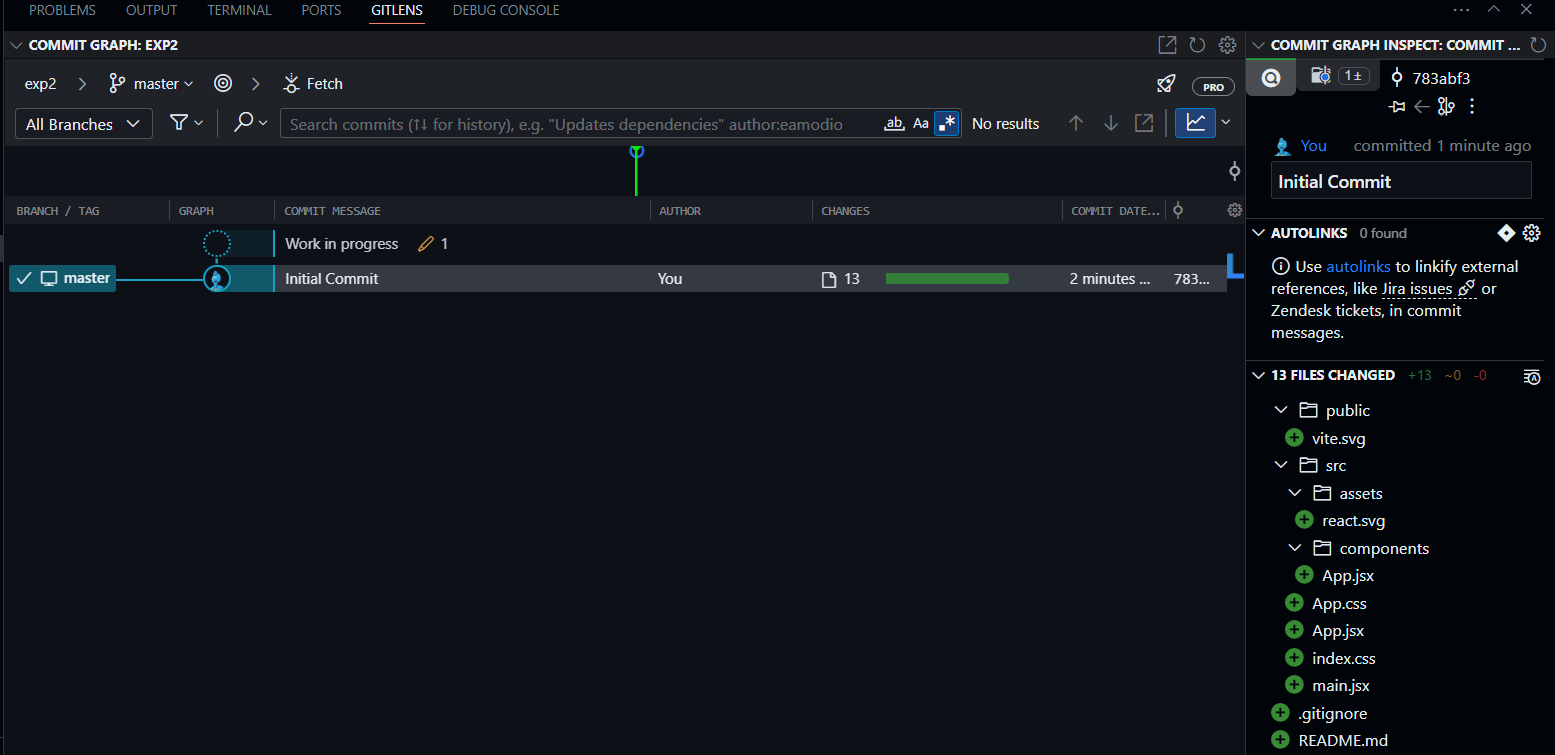 PROBLEMS OUTPUT TERMINAL PORTS GITLENS DEBUG CONSOLE
COMMIT GRAPH: EXP2
exp2 master Fetch PRO
All Branches Search commits (↑↓ for history), e.g. "Updates dependencies" author:eamodio ab Aa .* No results
BRANCH / TAG GRAPH COMMIT MESSAGE AUTHOR CHANGES COMMIT DATE...
Work in progress 1
master Initial Commit You 13 2 minutes ... 783...
COMMIT GRAPH INSPECT: COMMIT ...
1± 783abf3
You committed 1 minute ago
Initial Commit
AUTOLINKS 0 found
Use autolinks to linkify external
references, like Jira issues or
Zendesk tickets, in commit
messages.
13 FILES CHANGED +13 ~0 -0
public
vite.svg
src
assets
react.svg
components
App.jsx
App.css
App.jsx
index.css
main.jsx
.gitignore
README.md